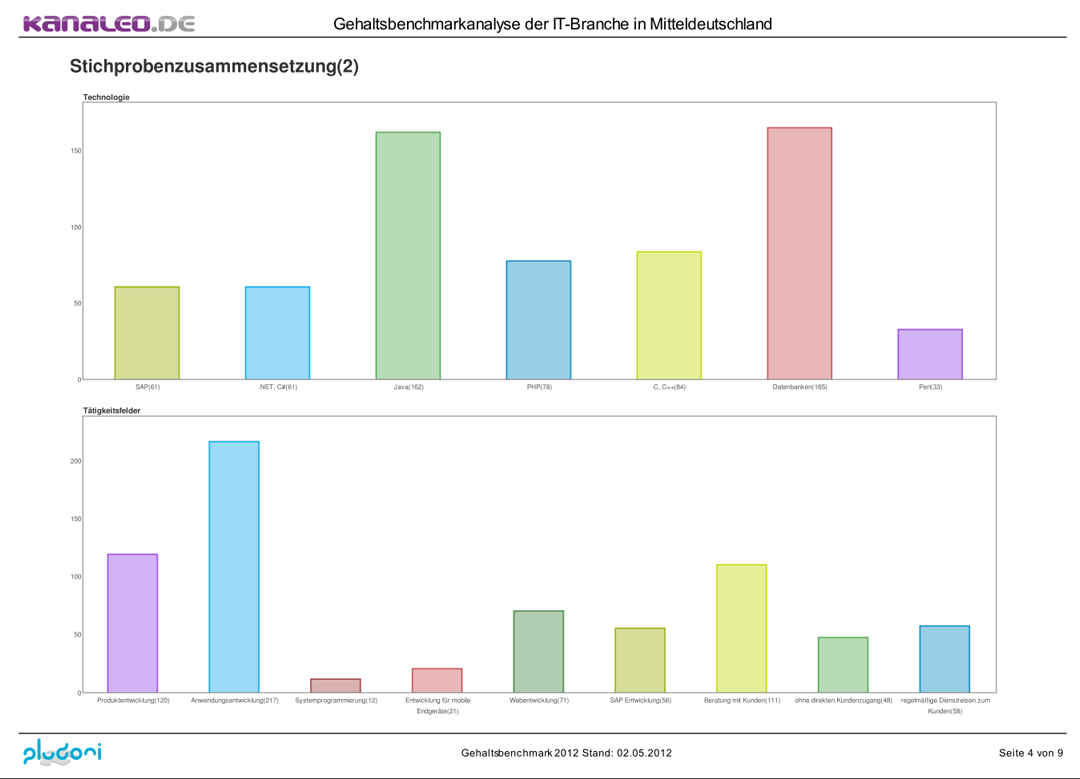 KANALEO.DE
Gehaltsbenchmarkanalyse der IT-Branche in Mitteldeutschland
Stichprobenzusammensetzung(2)
Technologie
150
100
50
0
SAP(61)
.NET, C#(61)
Java(162)
PHP(78)
C, C++(84)
Datenbanken(165)
Perl(33)
Tätigkeitsfelder
200
150
100
50
0
Produktentwicklung(120)
Anwendungsentwicklung(217)
Systemprogrammierung(12)
Entwicklung für mobile
Endgeräte(21)
Webentwicklung(71)
SAP Entwicklung(56)
Beratung mit Kunden(111)
ohne direkten Kundenzugang(48)
regelmäßige Dienstreisen zum
Kunden(58)
pludoni
Gehaltsbenchmark 2012 Stand: 02.05.2012
Seite 4 von 9